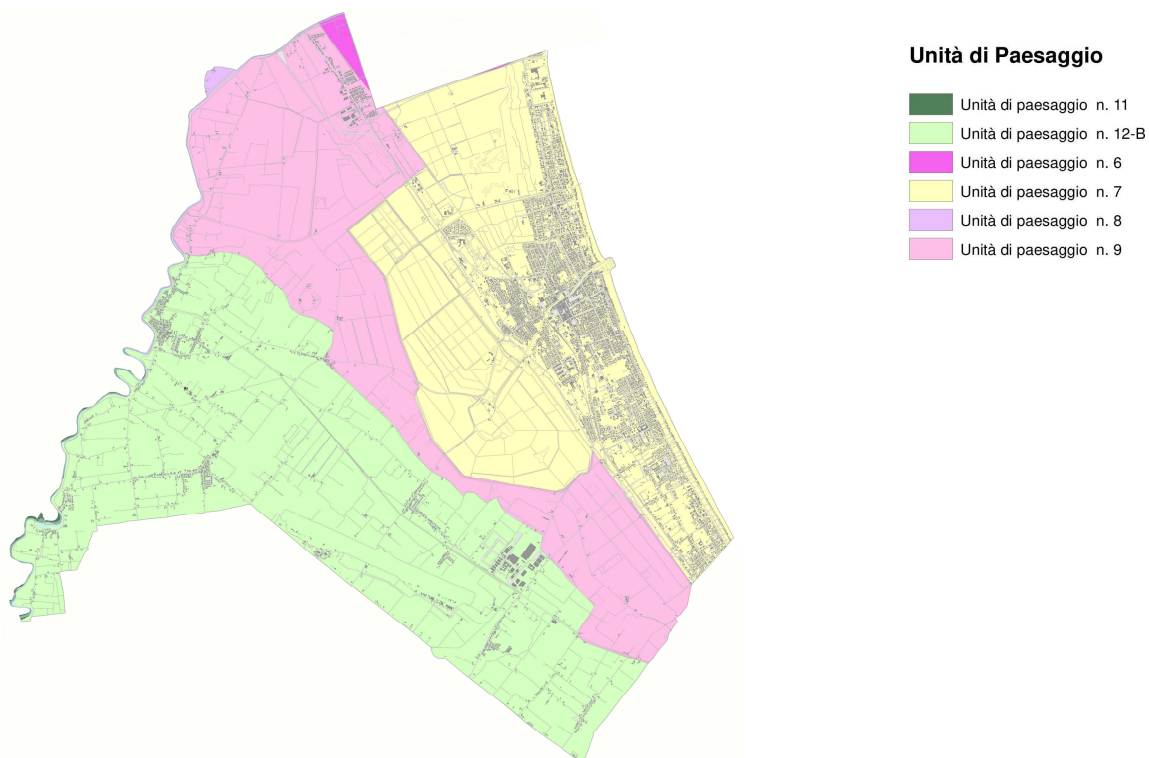 Unità di Paesaggio
Unità di paesaggio n. 11
Unità di paesaggio n. 12-B
Unità di paesaggio n. 6
Unità di paesaggio n. 7
Unità di paesaggio n. 8
Unità di paesaggio n. 9